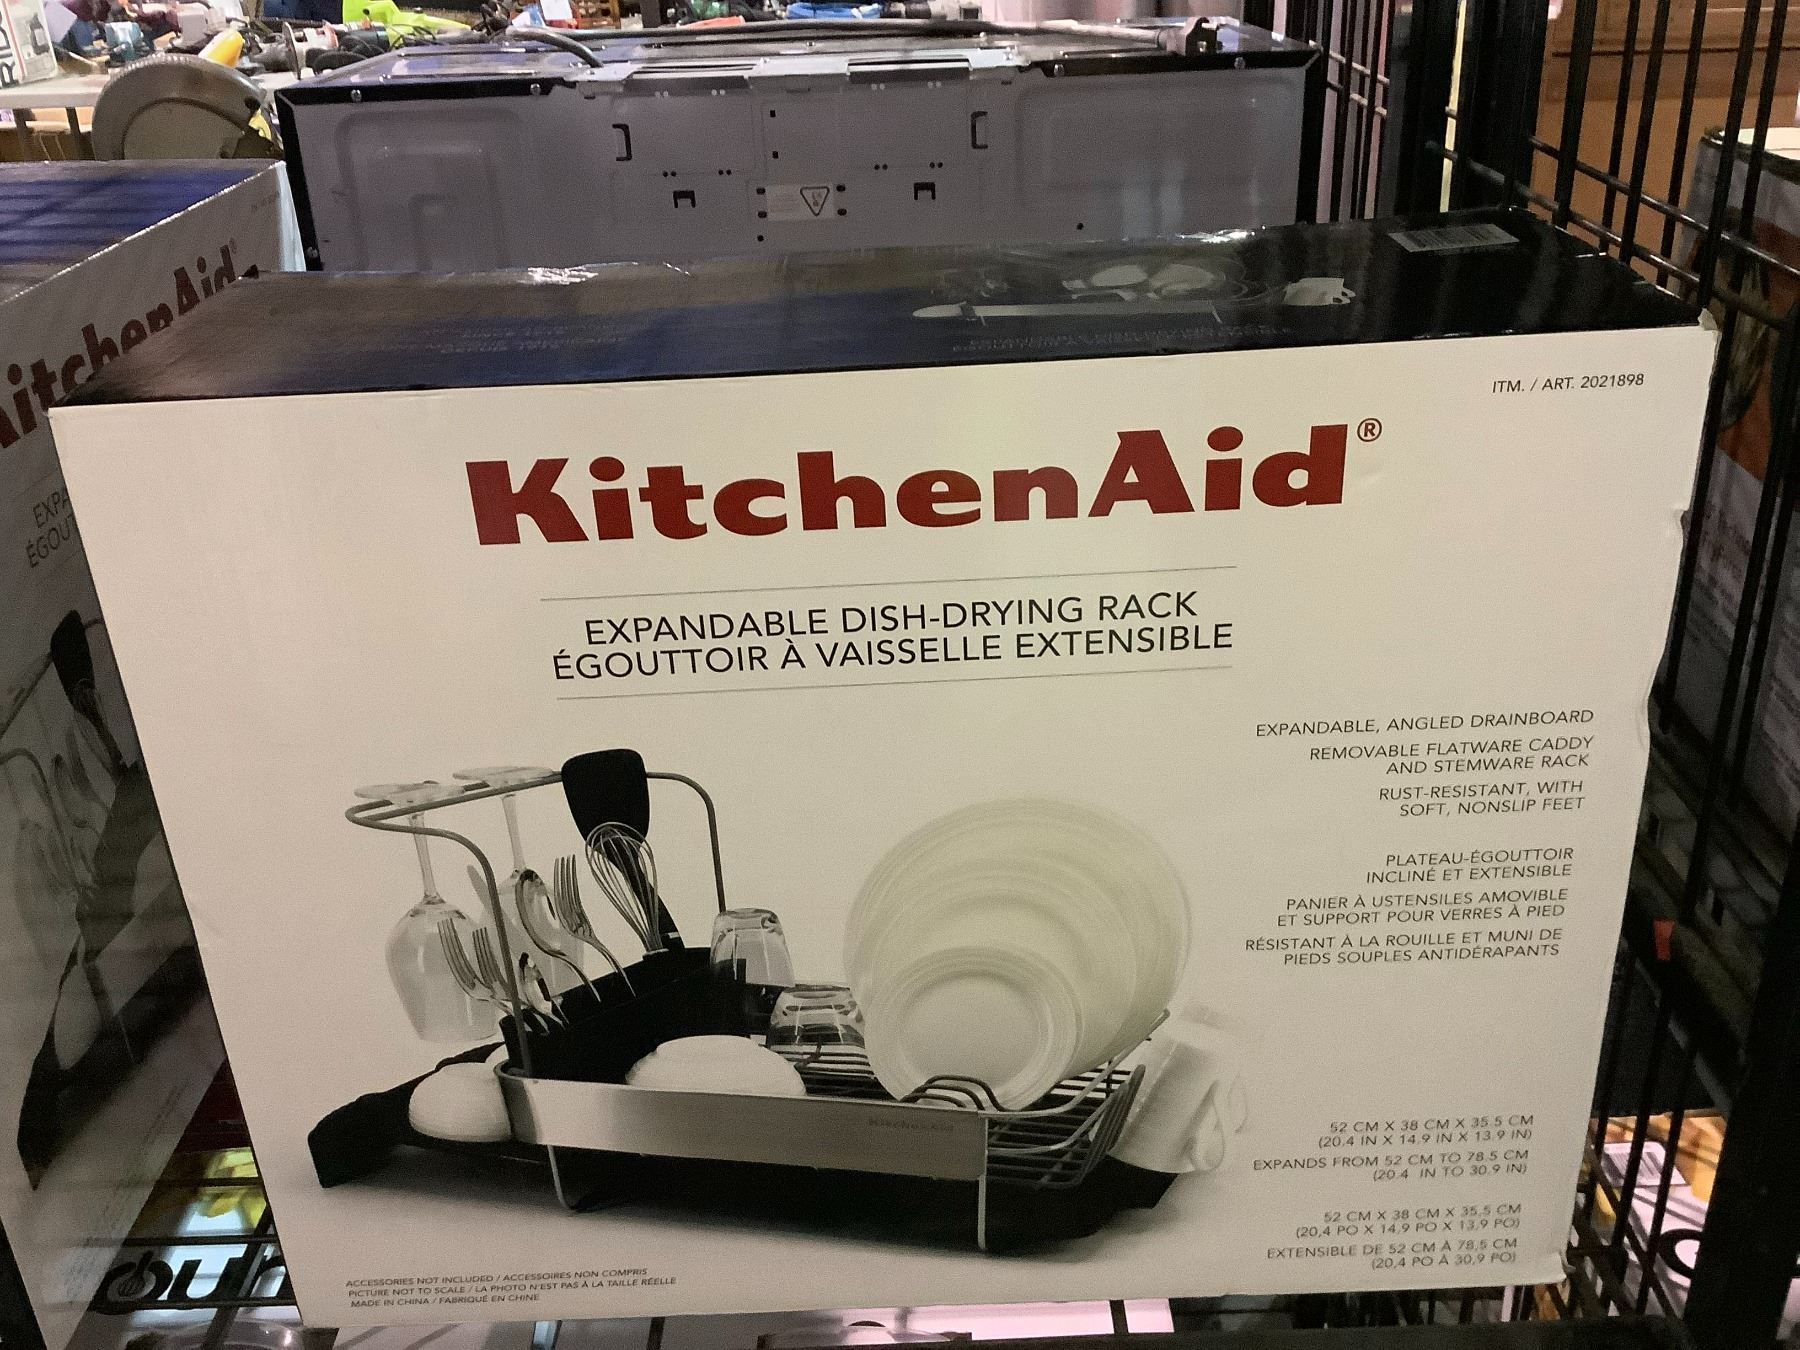 KitchenAid
EXPA
ÉGOU
ITM. / ART. 2021898
KitchenAid®
EXPANDABLE DISH-DRYING RACK
ÉGOUTTOIR À VAISSELLE EXTENSIBLE
EXPANDABLE, ANGLED DRAINBOARD
REMOVABLE FLATWARE CADDY
AND STEMWARE RACK
RUST-RESISTANT, WITH
SOFT, NONSLIP FEET
PLATEAU-ÉGOUTTOIR
INCLINÉ ET EXTENSIBLE
PANIER À USTENSILES AMOVIBLE
ET SUPPORT POUR VERRES À PIED
RÉSISTANT À LA ROUILLE ET MUNI DE
PIEDS SOUPLES ANTIDÉRAPANTS
KitchenAid
52 CM X 38 CM X 35.5 CM
(20.4 IN X 14.9 IN X 13.9 IN)
EXPANDS FROM 52 CM TO 78.5 CM
(20.4 IN TO 30.9 IN)
52 CM X 38 CM X 35,5 CM
(20,4 PO X 14,9 PO X 13,9 PO)
EXTENSIBLE DE 52 CM À 78,5 CM
(20,4 PO À 30,9 PO)
ACCESSORIES NOT INCLUDED / ACCESSOIRES NON COMPRIS
PICTURE NOT TO SCALE / LA PHOTO N'EST PAS À LA TAILLE RÉELLE
MADE IN CHINA / FABRIQUÉ EN CHINE